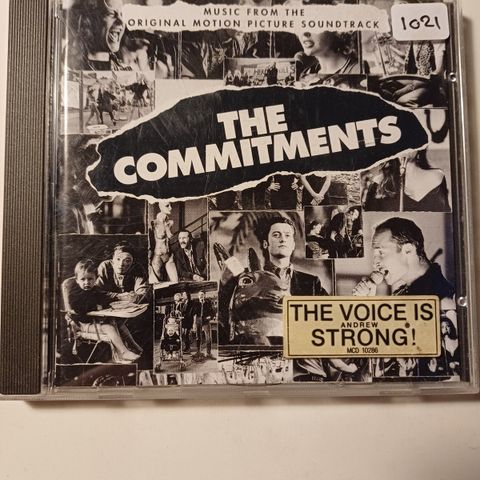 MUSIC FROM THE
ORIGINAL MOTION PICTURE SOUNDTRACK
1021
THE
COMMITMENTS
THE VOICE IS
ANDREW
STRONG!
MCD 10286